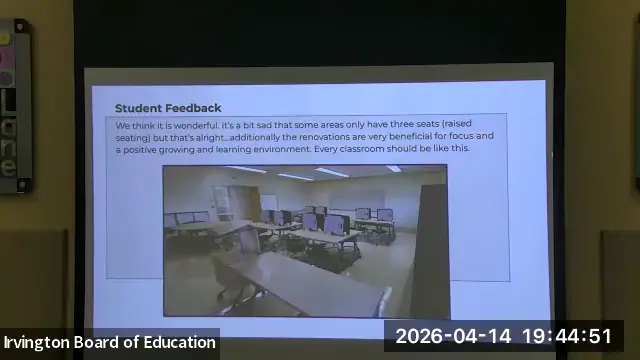 Student Feedback
We think it is wonderful. it's a bit sad that some areas only have three seats (raised
seating) but that's alright...additionally the renovations are very beneficial for focus and
a positive growing and learning environment. Every classroom should be like this.
Lane
Irvington Board of Education
2026-04-14 19:44:51